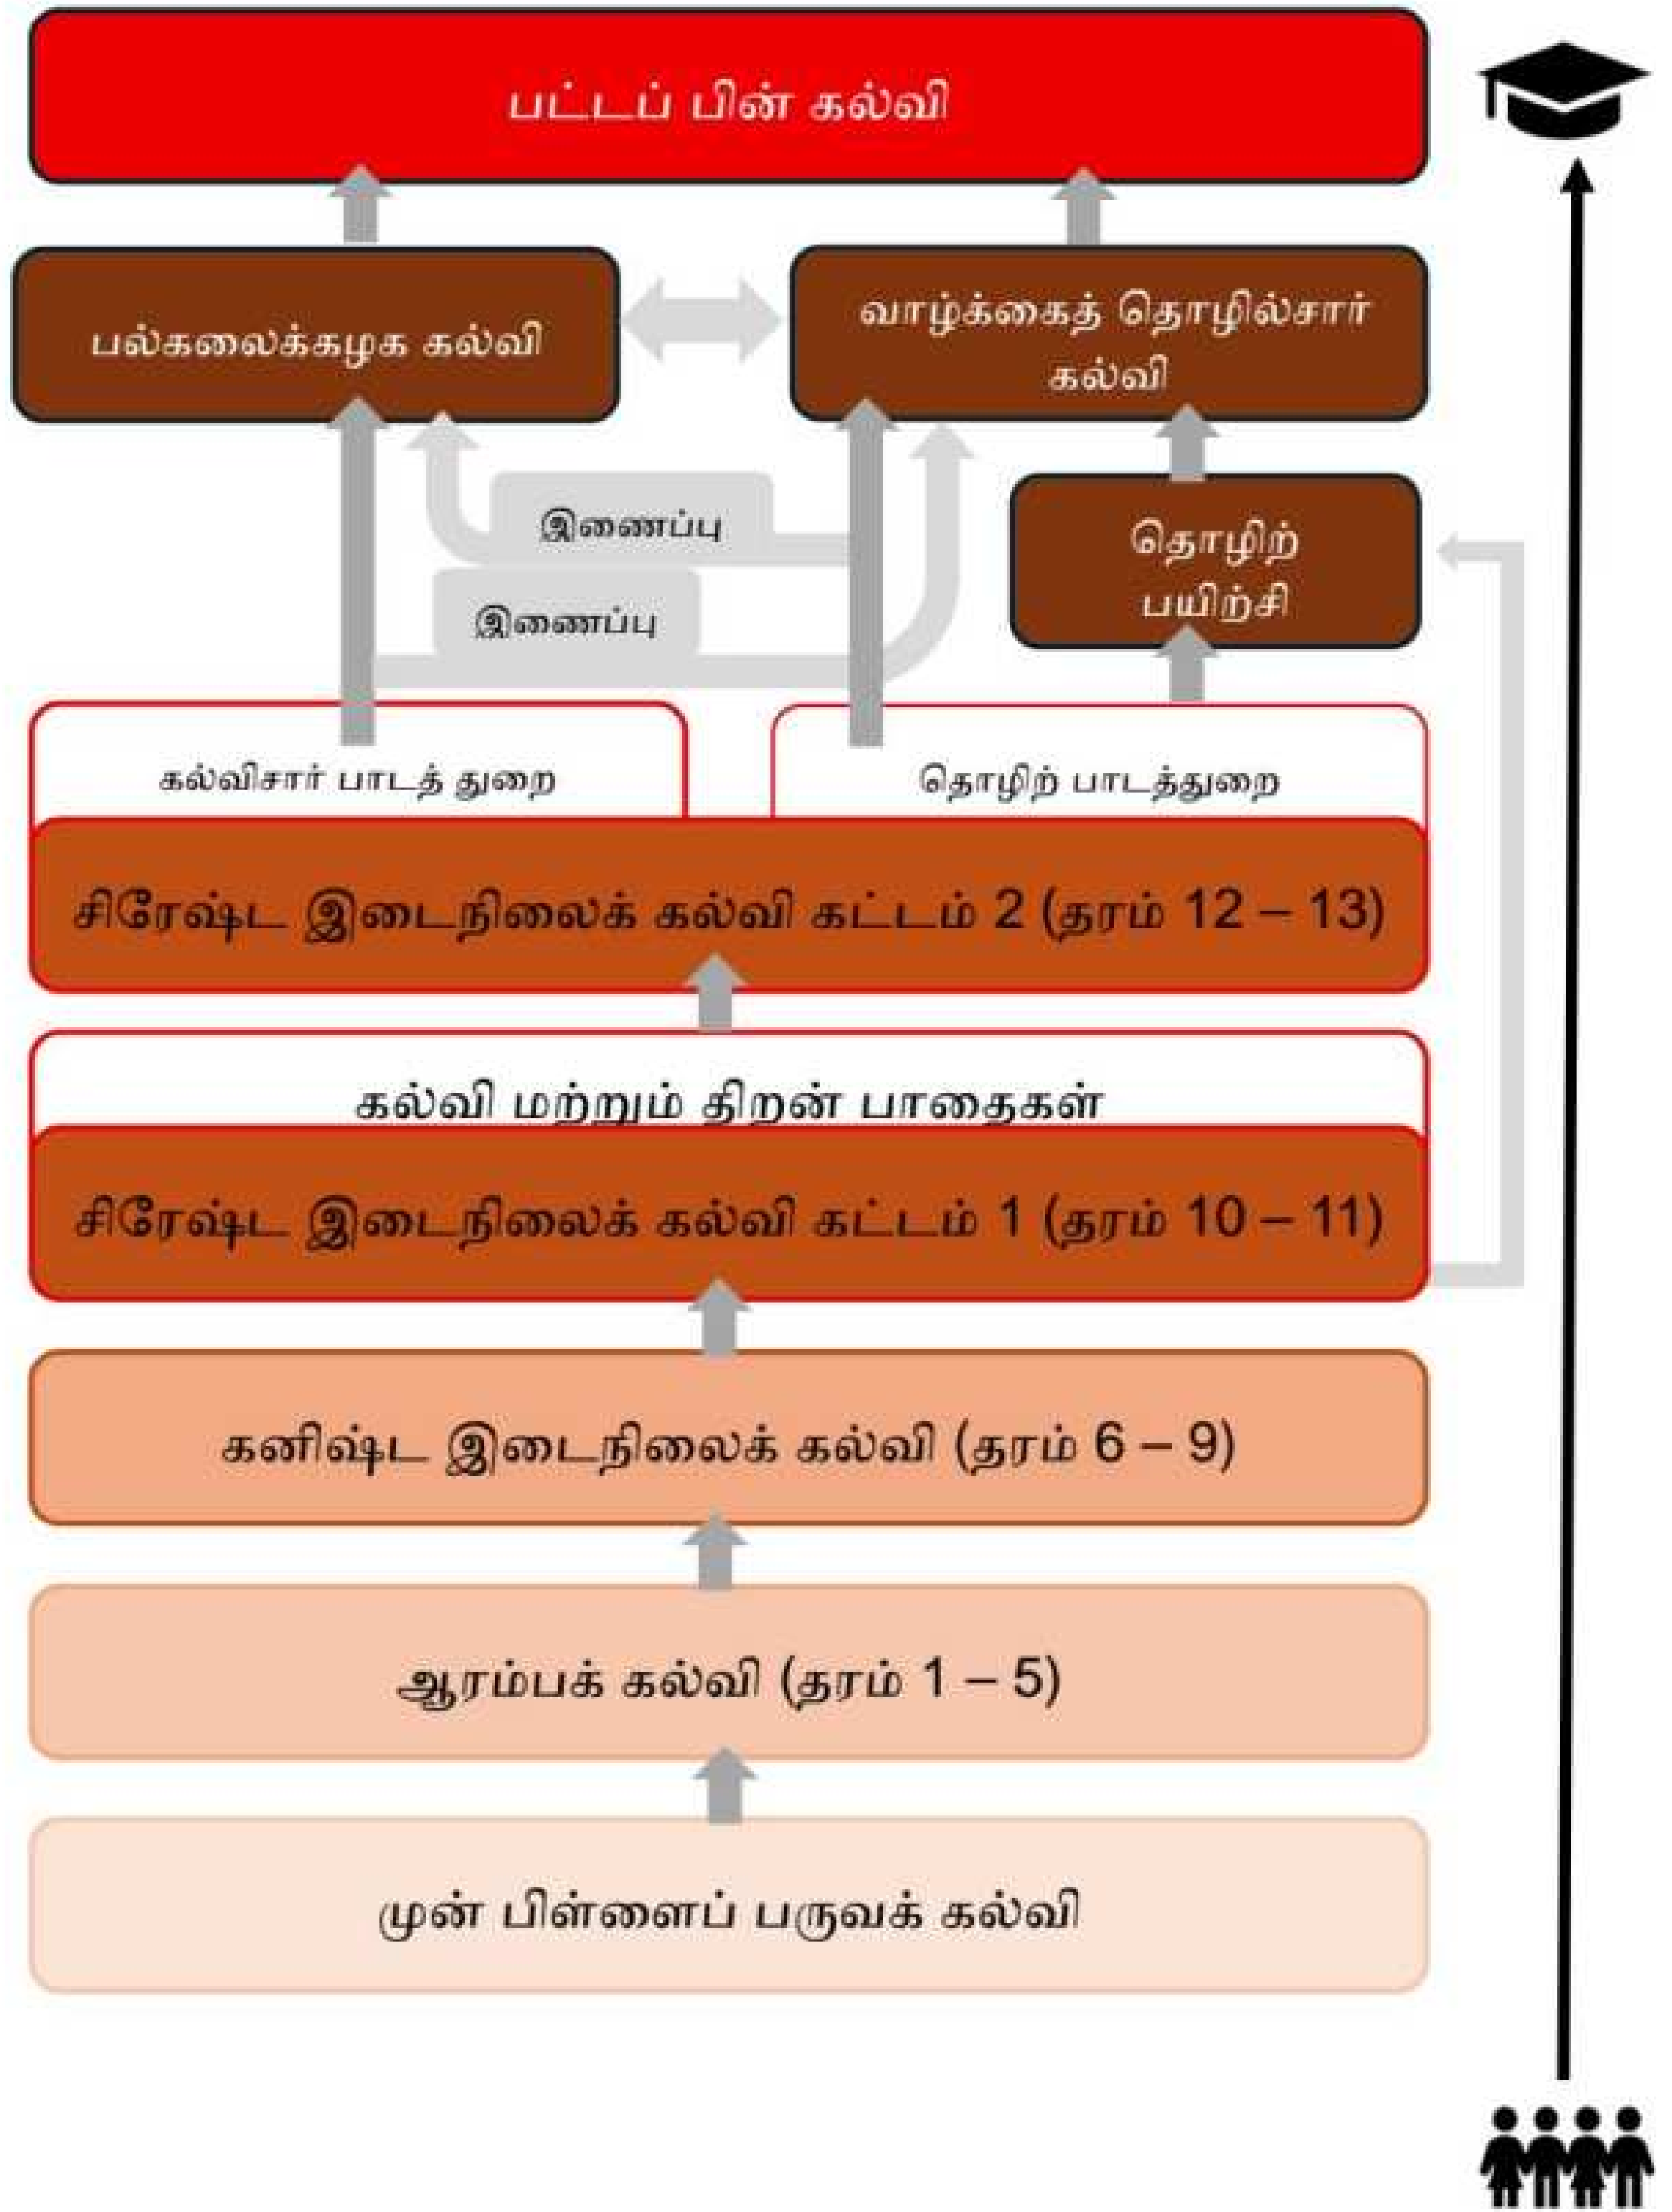 பட்டப் பின் கல்வி
பல்கலைக்கழக கல்வி
வாழ்க்கைத் தொழில்சார்
கல்வி
இணைப்பு
இணைப்பு
தொழிற்
பயிற்சி
கல்விசார் பாடத் துறை
தொழிற் பாடத்துறை
சிரேஷ்ட இடைநிலைக் கல்வி கட்டம் 2 (தரம் 12 – 13)
கல்வி மற்றும் திறன் பாதைகள்
சிரேஷ்ட இடைநிலைக் கல்வி கட்டம் 1 (தரம் 10 – 11)
கனிஷ்ட இடைநிலைக் கல்வி (தரம் 6 – 9)
ஆரம்பக் கல்வி (தரம் 1 – 5)
முன் பிள்ளைப் பருவக் கல்வி